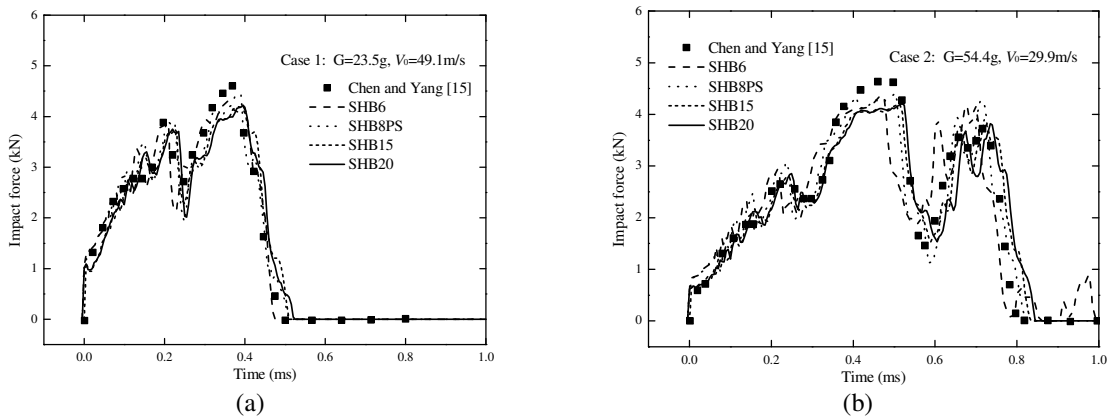 6
5
4
3
2
1
0
Impact force (kN)
0.0 0.2 0.4 0.6 0.8 1.0
Time (ms)
Case 1: G=23.5g, V₀=49.1m/s
Chen and Yang [15]
SHB6
SHB8PS
SHB15
SHB20
(a)
6
5
4
3
2
1
0
Impact force (kN)
0.0 0.2 0.4 0.6 0.8 1.0
Time (ms)
Chen and Yang [15]
SHB6
SHB8PS
SHB15
SHB20
Case 2: G=54.4g, V₀=29.9m/s
(b)